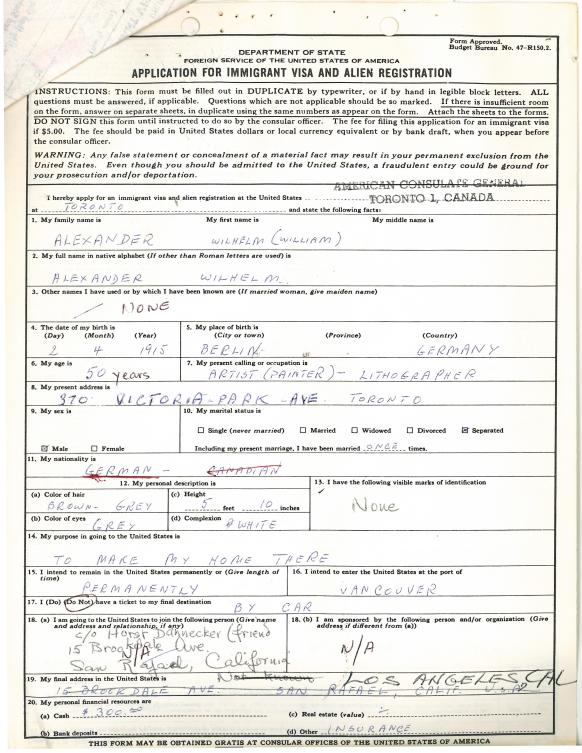 Form Approved.
Budget Bureau No. 47-R150.2.
DEPARTMENT OF STATE
FOREIGN SERVICE OF THE UNITED STATES OF AMERICA
APPLICATION FOR IMMIGRANT VISA AND ALIEN REGISTRATION
INSTRUCTIONS: This form must be filled out in DUPLICATE by typewriter, or if by hand in legible block letters. ALL
questions must be answered, if applicable. Questions which are not applicable should be so marked. If there is insufficient room
on the form, answer on separate sheets, in duplicate using the same numbers as appear on the form. Attach the sheets to the forms.
DO NOT SIGN this form until instructed to do so by the consular officer. The fee for filing this application for an immigrant visa
if $5.00. The fee should be paid in United States dollars or local currency equivalent or by bank draft, when you appear before
the consular officer.
WARNING: Any false statement or concealment of a material fact may result in your permanent exclusion from the
United States. Even though you should be admitted to the United States, a fraudulent entry could be ground for
your prosecution and/or deportation.
AMERICAN CONSULATE GENERAL
I hereby apply for an immigrant visa and alien registration at the United States TORONTO 1, CANADA
at TORONTO and state the following facts:
1. My family name is My first name is My middle name is
ALEXANDER WILHELM (WILLIAM)
2. My full name in native alphabet (If other than Roman letters are used) is
ALEXANDER WILHELM
3. Other names I have used or by which I have been known are (If married woman, give maiden name)
NONE
4. The date of my birth is 5. My place of birth is
(Day) (Month) (Year) (City or town) (Province) (Country)
2 4 1915 BERLIN GERMANY
6. My age is 7. My present calling or occupation is
50 years ARTIST (PAINTER) - LITHOGRAPHER
8. My present address is
370 VICTORIA-PARK-AVE. TORONTO
9. My sex is 10. My marital status is
Single (never married) Married Widowed Divorced Separated
Male Female Including my present marriage, I have been married ONCE times.
11. My nationality is
GERMAN - CANADIAN
12. My personal description is 13. I have the following visible marks of identification
(a) Color of hair (c) Height
BROWN-GREY 5 feet 10 inches None
(b) Color of eyes (d) Complexion
GREY WHITE
14. My purpose in going to the United States is
TO MAKE MY HOME THERE
15. I intend to remain in the United States permanently or (Give length of
time) 16. I intend to enter the United States at the port of
PERMANENTLY VANCOUVER
17. I (Do) (Do Not) have a ticket to my final destination
BY CAR
18. (a) I am going to the United States to join the following person (Give name
and address and relationship, if any) 18. (b) I am sponsored by the following person and/or organization (Give
address if different from (a))
c/o Horst Dannecker (friend
15 Brookdale Ave.
N/A N/A
San Rafael, California
19. My final address in the United States is Not Known LOS ANGELES, CAL
15 BROOKDALE AVE. SAN RAFAEL, CALIF. U.S.A.
20. My personal financial resources are
(a) Cash $300.00 (c) Real estate (value)
(b) Bank deposits (d) Other INSURANCE
THIS FORM MAY BE OBTAINED GRATIS AT CONSULAR OFFICES OF THE UNITED STATES OF AMERICA